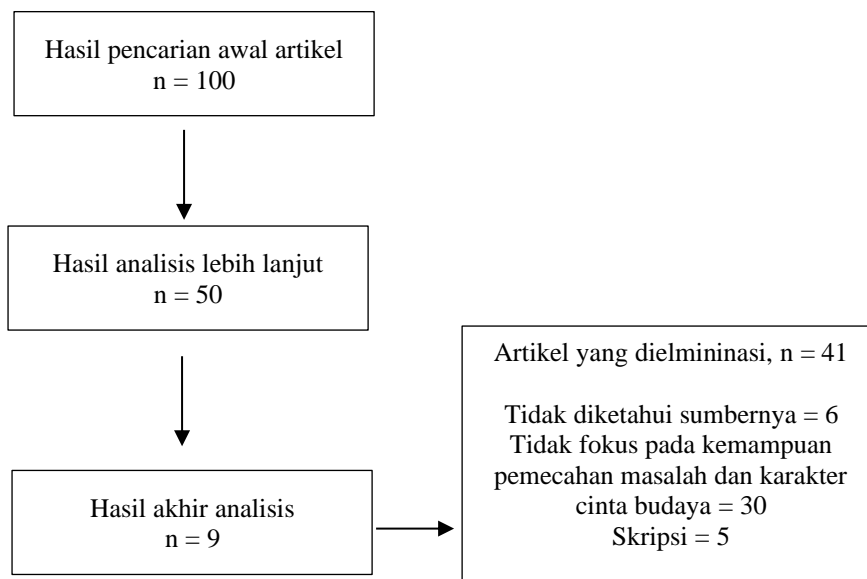 Hasil pencarian awal artikel
n = 100
Hasil analisis lebih lanjut
n = 50
Artikel yang dielmininasi, n = 41
Tidak diketahui sumbernya = 6
Tidak fokus pada kemampuan
pemecahan masalah dan karakter
cinta budaya = 30
Skripsi = 5
Hasil akhir analisis
n = 9